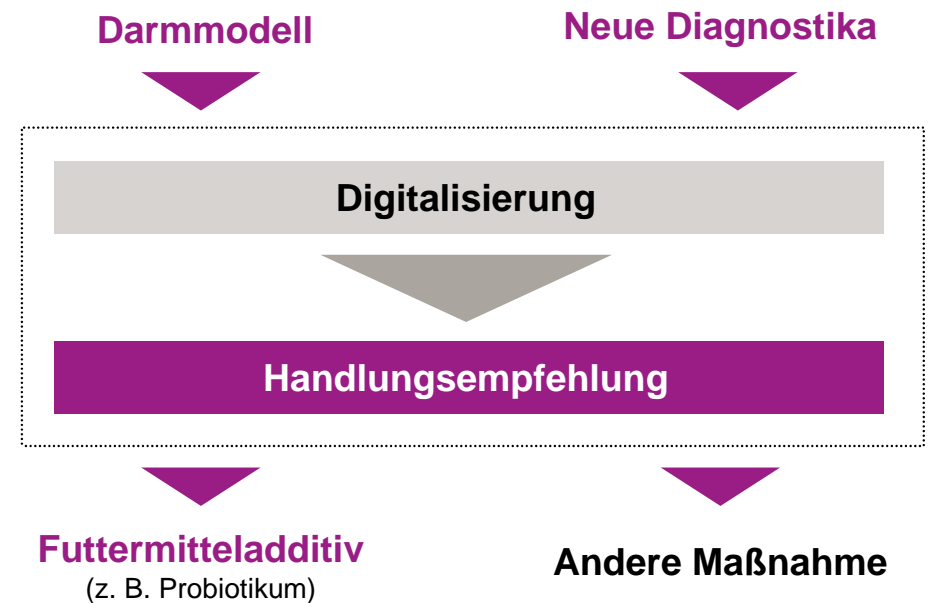 Darmmodell
Neue Diagnostika
Digitalisierung
Handlungsempfehlung
Futtermitteladditiv
(z. B. Probiotikum)
Andere Maßnahme